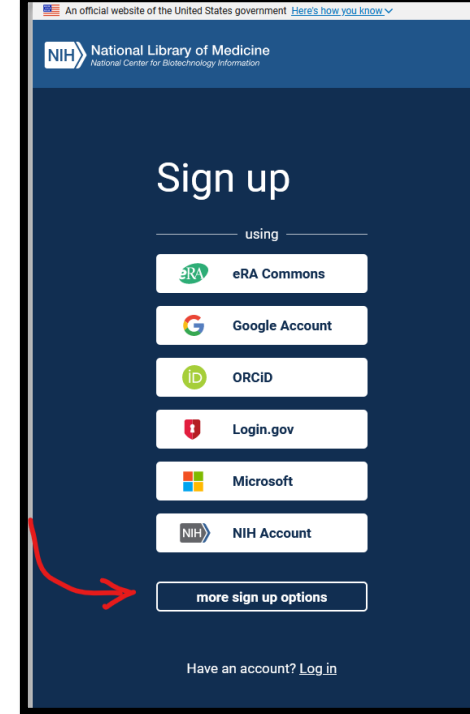 An official website of the United States government Here's how you know
NIH National Library of Medicine
National Center for Biotechnology Information
Sign up
using
eRA eRA Commons
Google Account
iD ORCiD
Login.gov
Microsoft
NIH NIH Account
more sign up options
Have an account? Log in